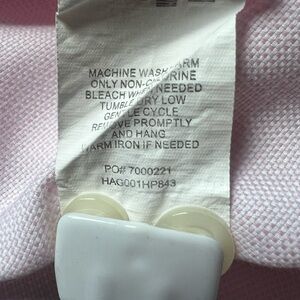 MACHINE WASH WARM
ONLY NON-CHLORINE
BLEACH WHEN NEEDED
TUMBLE DRY LOW
GENTLE CYCLE
REMOVE PROMPTLY
AND HANG
WARM IRON IF NEEDED
PO# 7000221
HAG001HP843